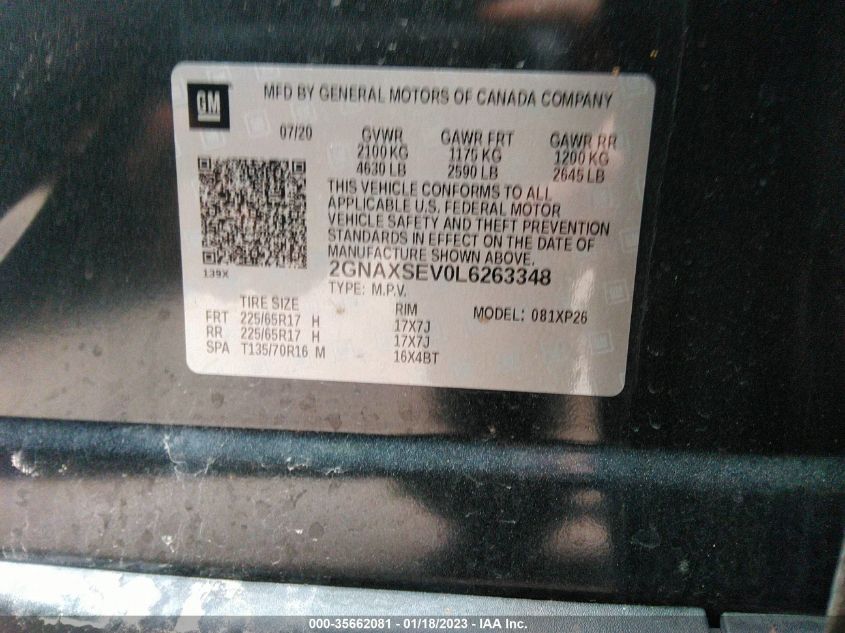 GM
MFD BY GENERAL MOTORS OF CANADA COMPANY
07/20 GVWR GAWR FRT GAWR RR
2100 KG 1175 KG 1200 KG
4630 LB 2590 LB 2645 LB
THIS VEHICLE CONFORMS TO ALL
APPLICABLE U.S. FEDERAL MOTOR
VEHICLE SAFETY AND THEFT PREVENTION
STANDARDS IN EFFECT ON THE DATE OF
MANUFACTURE SHOWN ABOVE.
139X
2GNAXSEV0L6263348
TYPE: M.P.V.
TIRE SIZE RIM MODEL: 081XP26
FRT 225/65R17 H 17X7J
RR 225/65R17 H 17X7J
SPA T135/70R16 M 16X4BT
000-35662081 - 01/18/2023 - IAA Inc.